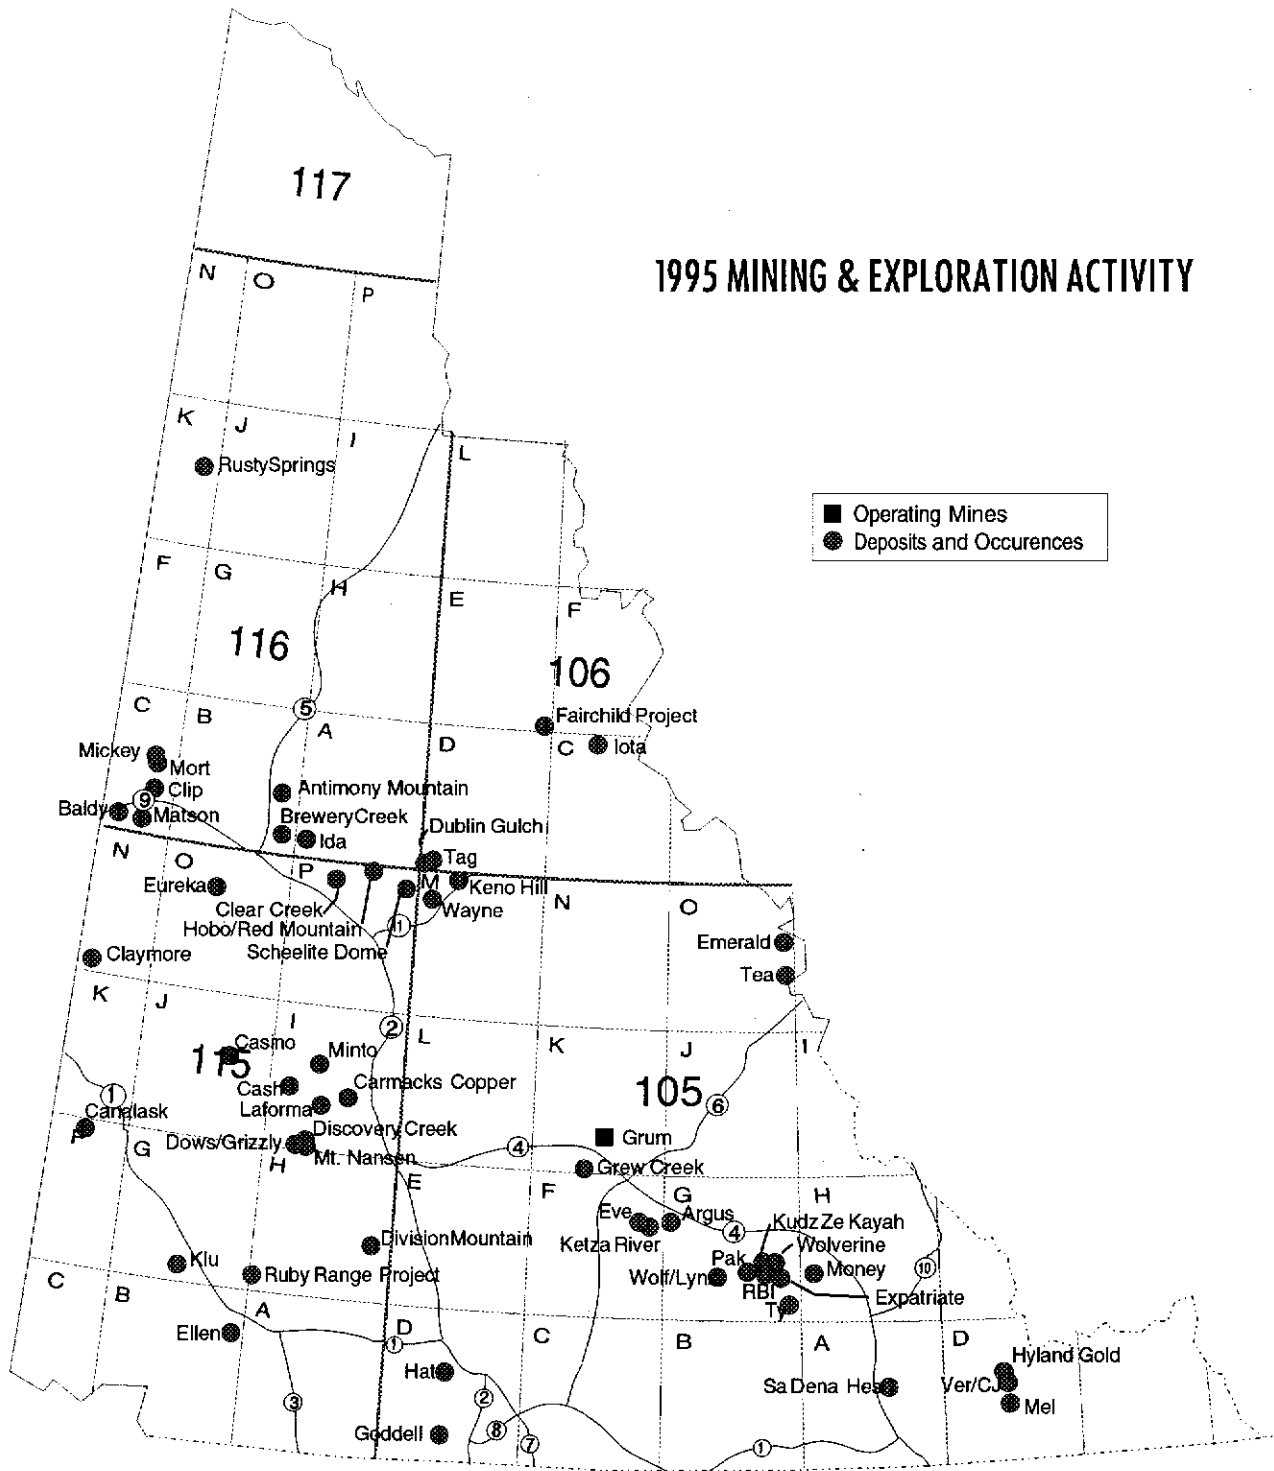 117
1995 MINING & EXPLORATION ACTIVITY
N
O
P
K
J
I
L
RustySprings
Operating Mines
Deposits and Occurences
F
G
H
E
F
116
106
C
B
5
A
D
C
Fairchild Project
Iota
Mickey
Mort
Clip
9
Baldy
Matson
Antimony Mountain
BreweryCreek
Ida
Dublin Gulch
Tag
N
O
P
M
Keno Hill
N
O
Eureka
Wayne
Clear Creek
Hobo/Red Mountain
11
Scheelite Dome
Emerald
Tea
Claymore
K
J
I
2
L
K
J
I
Casino
115
Minto
Cash
Carmacks Copper
Laforma
105
6
1
Canalask
F
G
H
Discovery Creek
Dows/Grizzly
Mt. Nansen
4
Grum
Grew Creek
E
F
G
H
Eve
Argus
4
Kudz Ze Kayah
Ketza River
Wolverine
Division Mountain
Pak
Wolf/Lyn
Money
10
RBI
Expatriate
Ty
Klu
Ruby Range Project
C
B
A
D
C
B
A
D
Ellen
1
Hat
Hyland Gold
Sa Dena Hes
Ver/CJ
Mel
3
2
Goddell
8
7
1